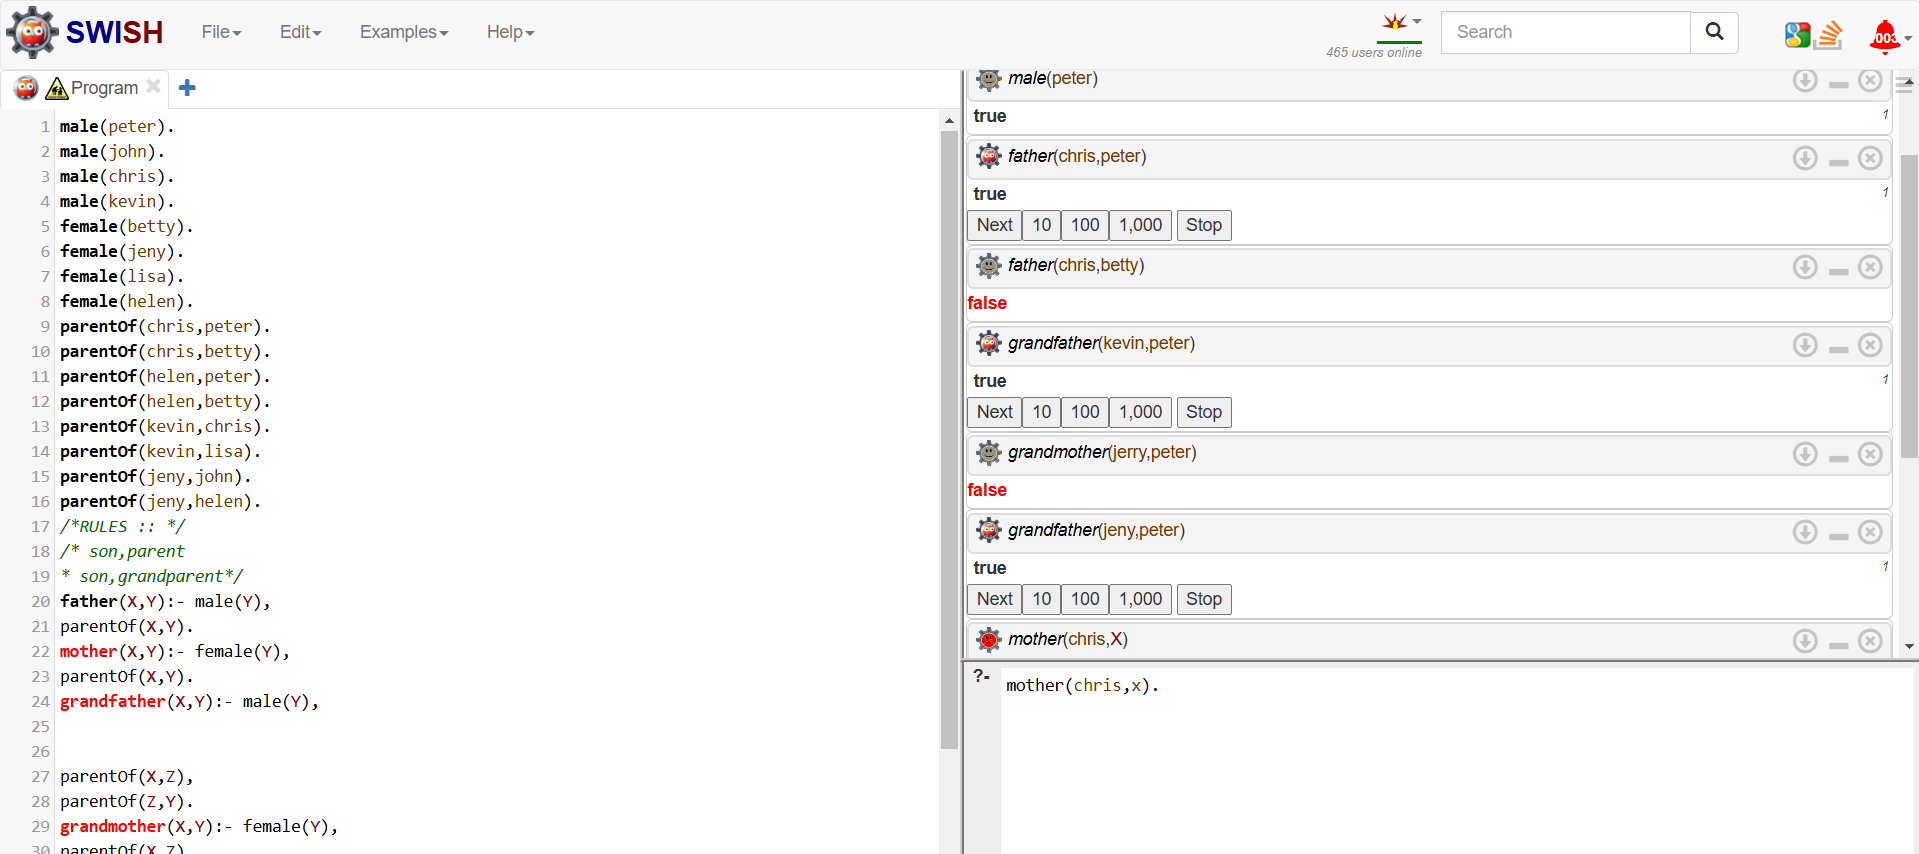 SWISH File Edit Examples Help 465 users online Search
Program
1 male(peter).
2 male(john).
3 male(chris).
4 male(kevin).
5 female(betty).
6 female(jeny).
7 female(lisa).
8 female(helen).
9 parentOf(chris,peter).
10 parentOf(chris,betty).
11 parentOf(helen,peter).
12 parentOf(helen,betty).
13 parentOf(kevin,chris).
14 parentOf(kevin,lisa).
15 parentOf(jeny,john).
16 parentOf(jeny,helen).
17 /*RULES :: */
18 /* son,parent
19 * son,grandparent*/
20 father(X,Y):- male(Y),
21 parentOf(X,Y).
22 mother(X,Y):- female(Y),
23 parentOf(X,Y).
24 grandfather(X,Y):- male(Y),
25
26
27 parentOf(X,Z),
28 parentOf(Z,Y).
29 grandmother(X,Y):- female(Y),
30 parentOf(X,Z)
male(peter)
true 1
father(chris,peter)
true 1
Next 10 100 1,000 Stop
father(chris,betty)
false
grandfather(kevin,peter)
true 1
Next 10 100 1,000 Stop
grandmother(jerry,peter)
false
grandfather(jeny,peter)
true 1
Next 10 100 1,000 Stop
mother(chris,X)
?- mother(chris,x).